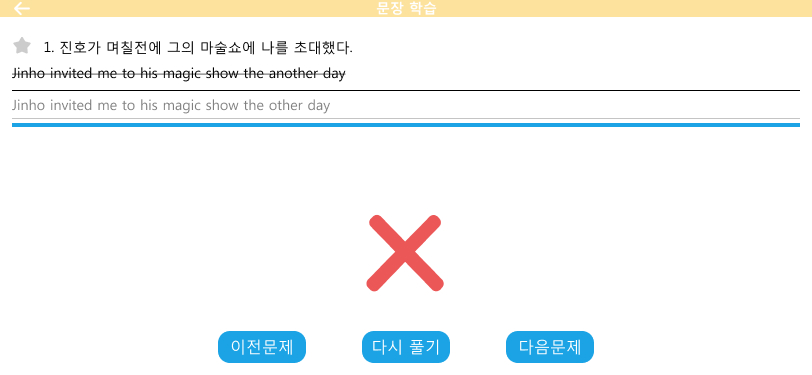 문장 학습
1. 진호가 며칠전에 그의 마술쇼에 나를 초대했다.
Jinho invited me to his magic show the another day
Jinho invited me to his magic show the other day
이전문제 다시 풀기 다음문제